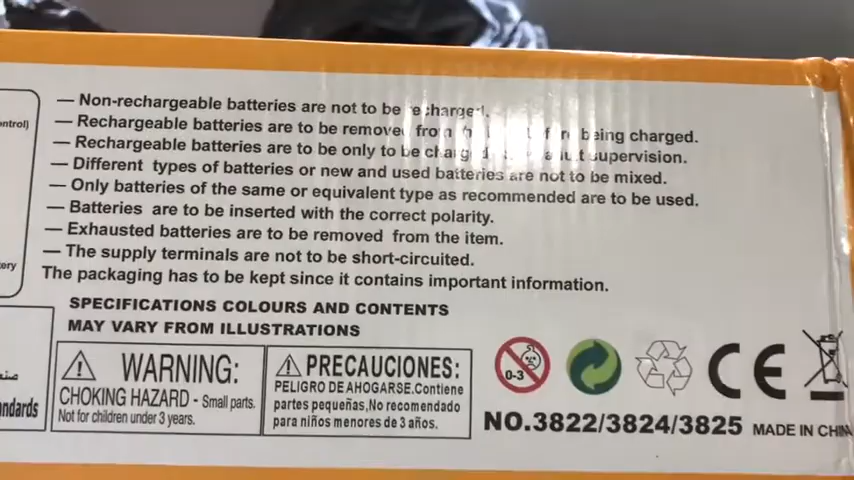 — Non-rechargeable batteries are not to be recharged.
— Rechargeable batteries are to be removed from before being charged.
— Rechargeable batteries are to be only to be charged adult supervision.
— Different types of batteries or new and used batteries are not to be mixed.
— Only batteries of the same or equivalent type as recommended are to be used.
— Batteries are to be inserted with the correct polarity.
— Exhausted batteries are to be removed from the item.
— The supply terminals are not to be short-circuited.
The packaging has to be kept since it contains important information.
SPECIFICATIONS COLOURS AND CONTENTS
MAY VARY FROM ILLUSTRATIONS
WARNING:
CHOKING HAZARD - Small parts.
Not for children under 3 years.
PRECAUCIONES:
PELIGRO DE AHOGARSE.Contiene
partes pequeñas,No recomendado
para niños menores de 3 años.
0-3
CE
NO.3822/3824/3825 MADE IN CHINA